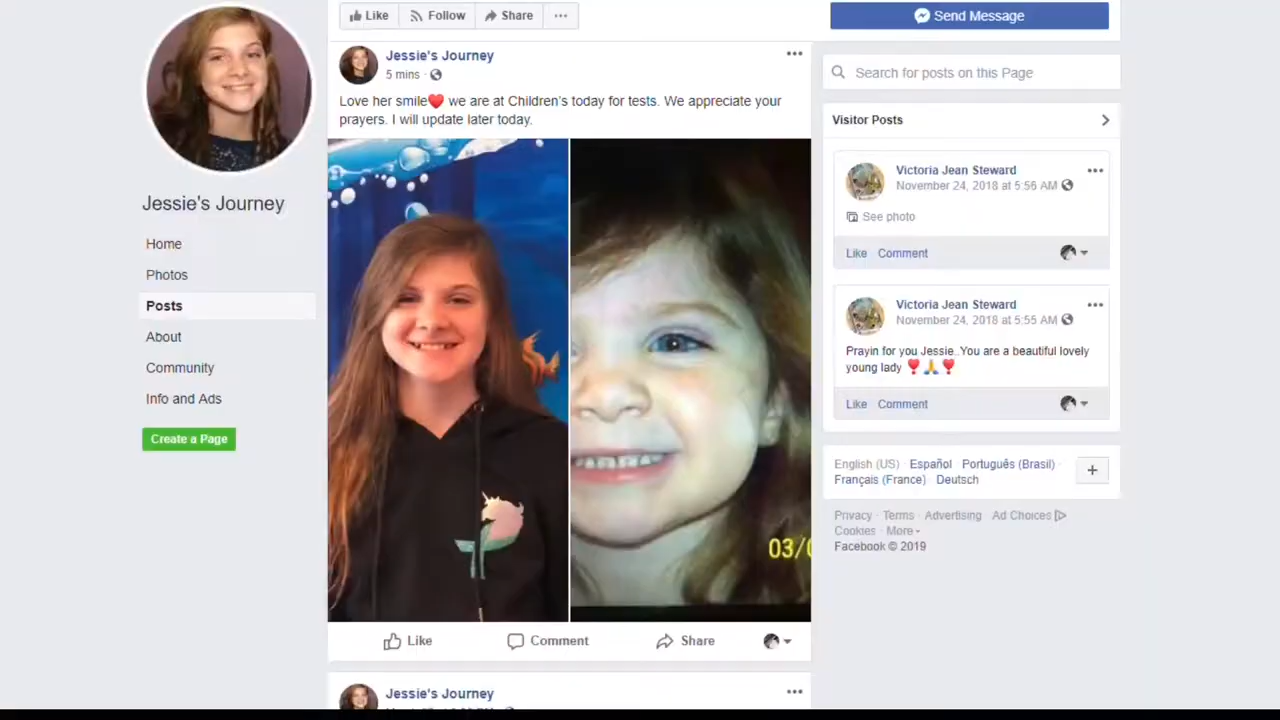 Like
Follow
Share
Send Message
Jessie's Journey
5 mins
Search for posts on this Page
Love her smile❤️ we are at Children's today for tests. We appreciate your
prayers. I will update later today.
Visitor Posts
Victoria Jean Steward
November 24, 2018 at 5:56 AM
See photo
Like Comment
Victoria Jean Steward
November 24, 2018 at 5:55 AM
Prayin for you Jessie..You are a beautiful lovely
young lady ❣️🙏❣️
Like Comment
Jessie's Journey
Home
Photos
Posts
About
Community
Info and Ads
Create a Page
English (US) · Español · Português (Brasil) ·
Français (France) · Deutsch
Privacy · Terms · Advertising · Ad Choices
Cookies · More
Facebook © 2019
03/
Like
Comment
Share
Jessie's Journey